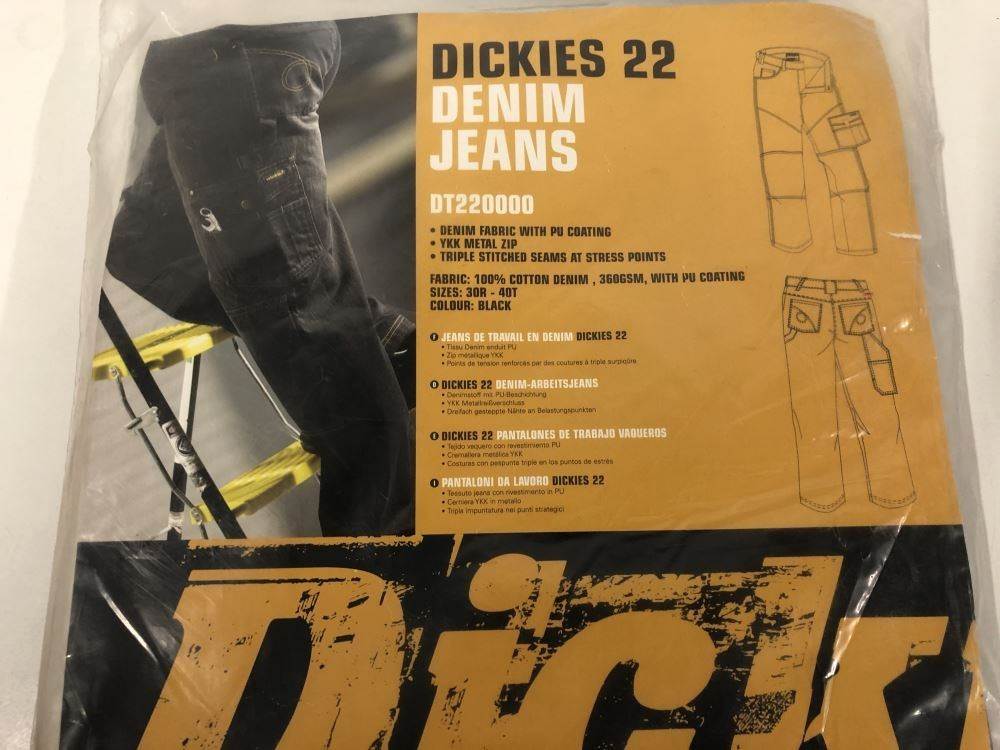 DICKIES 22
DENIM
JEANS
DT220000
• DENIM FABRIC WITH PU COATING
• YKK METAL ZIP
• TRIPLE STITCHED SEAMS AT STRESS POINTS
FABRIC: 100% COTTON DENIM , 360GSM, WITH PU COATING
SIZES: 30R - 40T
COLOUR: BLACK
F JEANS DE TRAVAIL EN DENIM DICKIES 22
• Tissu Denim enduit PU
• Zip métallique YKK
• Points de tension renforcés par des coutures à triple surpiqûre
D DICKIES 22 DENIM-ARBEITSJEANS
• Denimstoff mit PU-Beschichtung
• YKK Metallreißverschluss
• Dreifach gesteppte Nähte an Belastungspunkten
E DICKIES 22 PANTALONES DE TRABAJO VAQUEROS
• Tejido vaquero con revestimiento PU
• Cremallera metálica YKK
• Costuras con pespunte triple en los puntos de estrés
I PANTALONI DA LAVORO DICKIES 22
• Tessuto jeans con rivestimento in PU
• Cerniera YKK in metallo
• Tripla impuntatura nei punti strategici
Dick